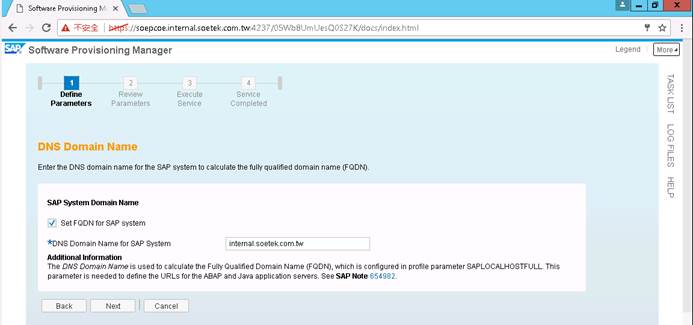 Software Provisioning M
不安全 https://soepcoe.internal.soetek.com.tw:4237/05Wb8UmUesQ0S27K/docs/index.html
SAP Software Provisioning Manager
Legend More
1 2 3 4
Define Parameters
Review Parameters
Execute Service
Service Completed
TASK LIST
LOG FILES
HELP
DNS Domain Name
Enter the DNS domain name for the SAP system to calculate the fully qualified domain name (FQDN).
SAP System Domain Name
Set FQDN for SAP system
*DNS Domain Name for SAP System internal.soetek.com.tw
Additional Information
The DNS Domain Name is used to calculate the Fully Qualified Domain Name (FQDN), which is configured in profile parameter SAPLOCALHOSTFULL. This
parameter is needed to define the URLs for the ABAP and Java application servers. See SAP Note 654982.
Back Next Cancel